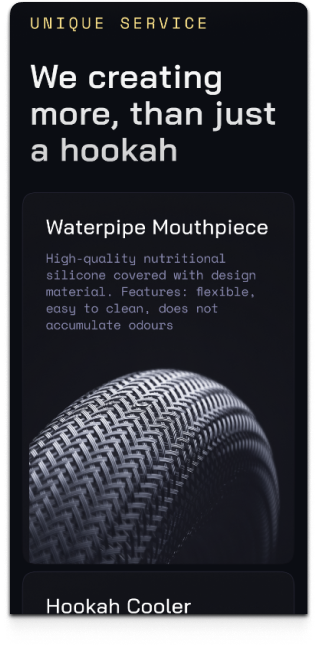 UNIQUE SERVICE
We creating
more, than just
a hookah
Waterpipe Mouthpiece
High-quality nutritional
silicone covered with design
material. Features: flexible,
easy to clean, does not
accumulate odours
Hookah Cooler